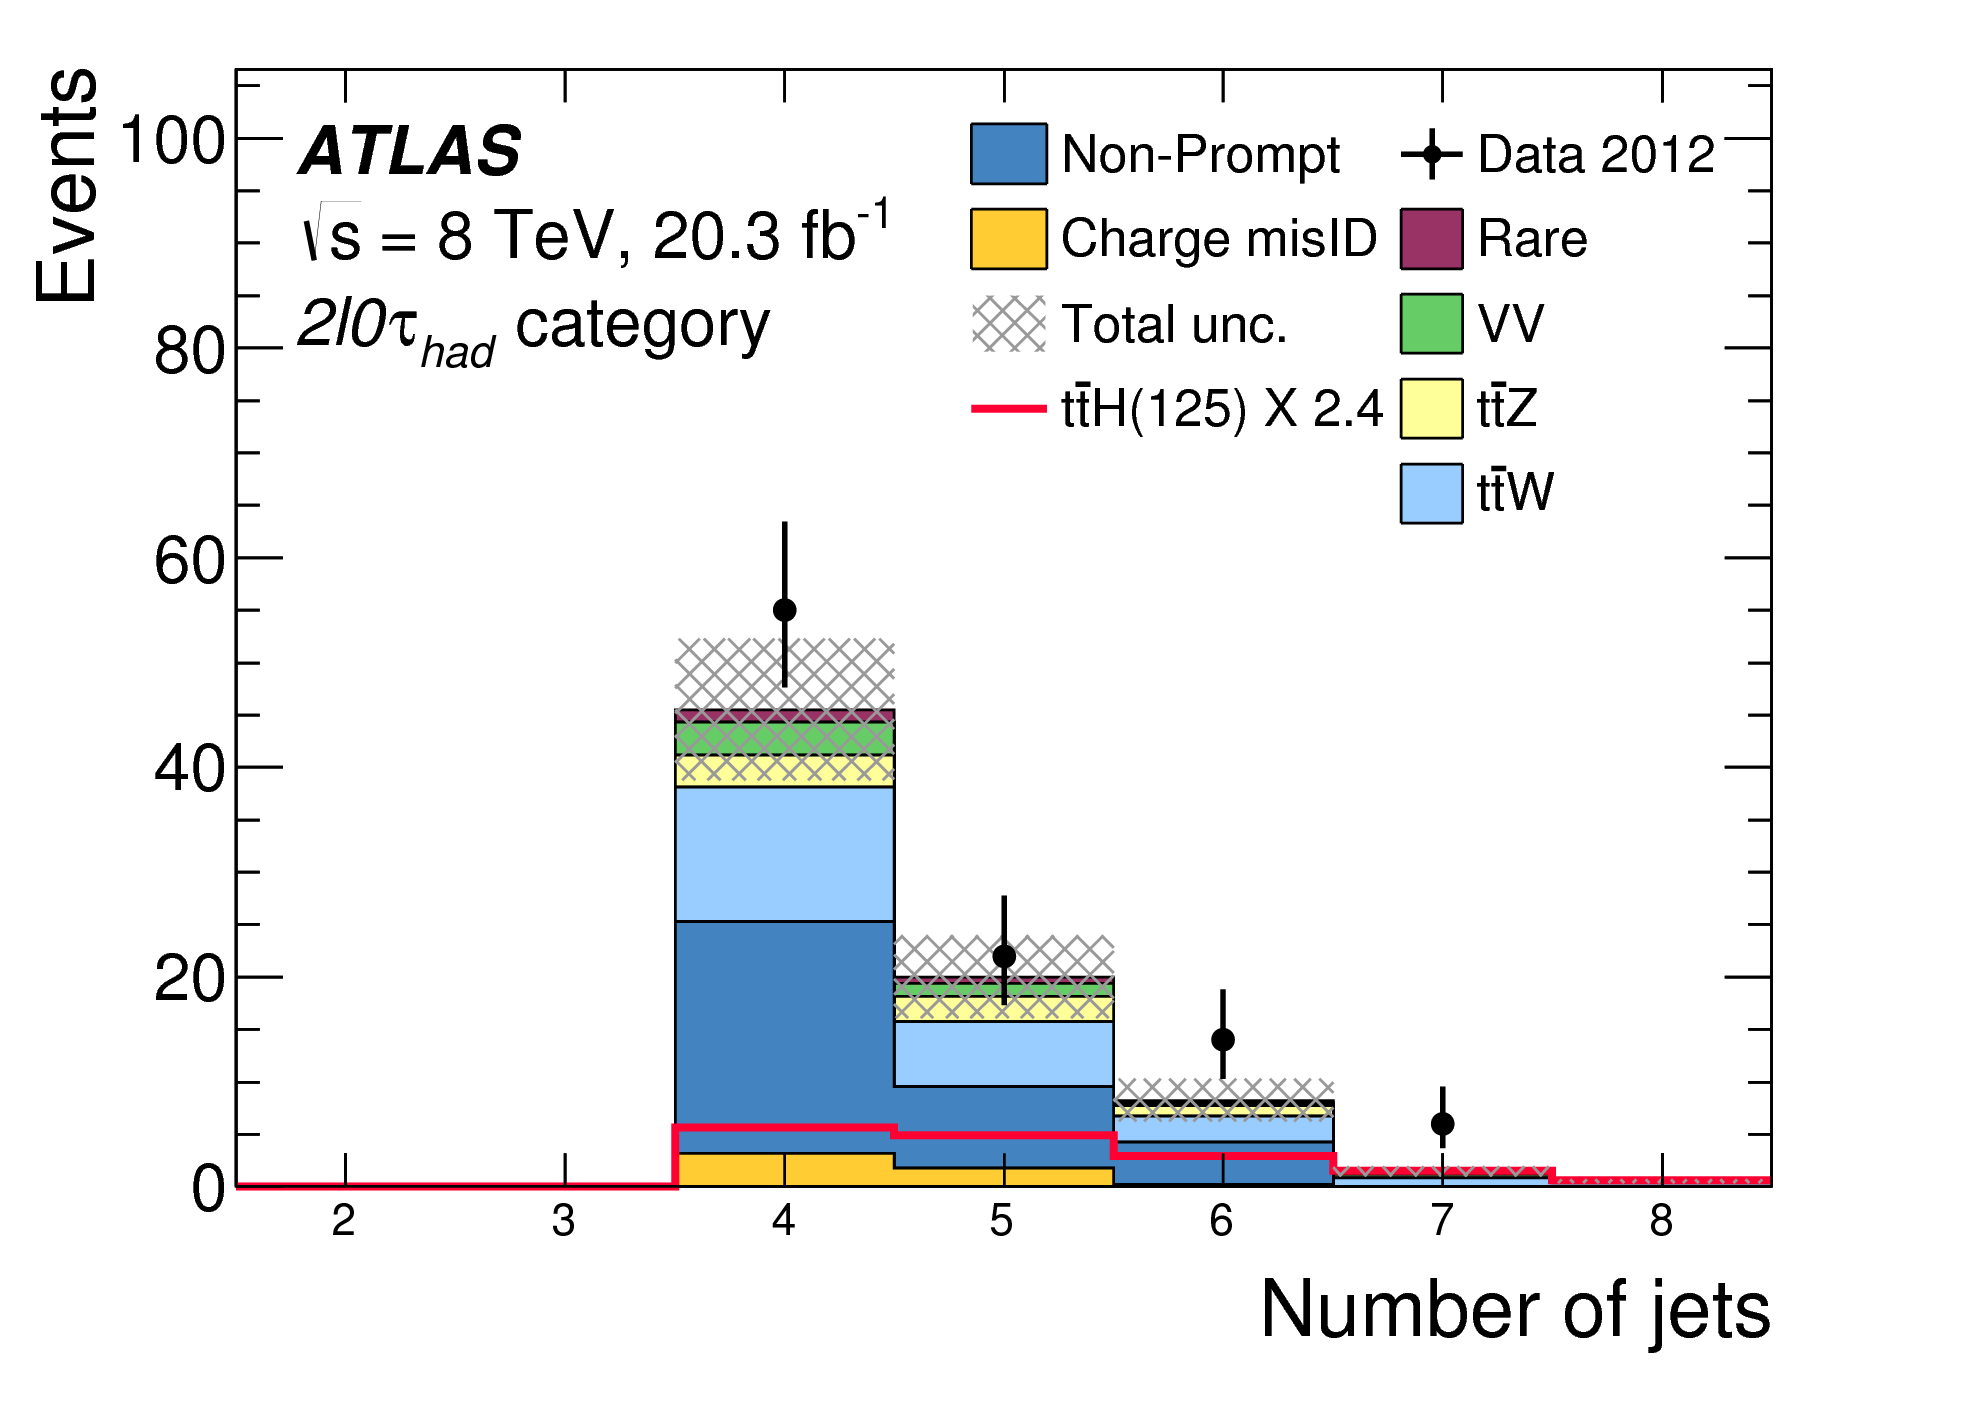 Events
100
80
60
40
20
0
ATLAS
√s = 8 TeV, 20.3 fb⁻¹
2l0τ_had category
Non-Prompt
Charge misID
Total unc.
tt̄H(125) X 2.4
Data 2012
Rare
VV
tt̄Z
tt̄W
2 3 4 5 6 7 8
Number of jets